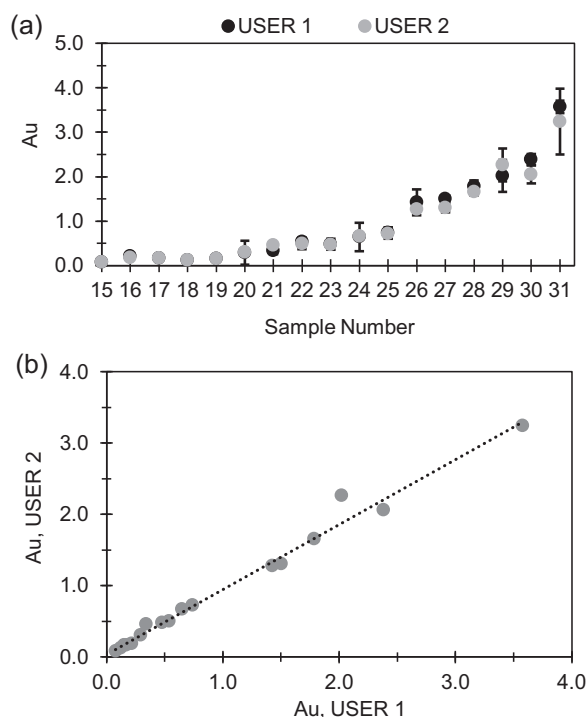 (a)
USER 1 USER 2
5.0
4.0
3.0
2.0
1.0
0.0
Au
15 16 17 18 19 20 21 22 23 24 25 26 27 28 29 30 31
Sample Number
(b)
4.0
3.0
2.0
1.0
0.0
Au, USER 2
0.0 1.0 2.0 3.0 4.0
Au, USER 1